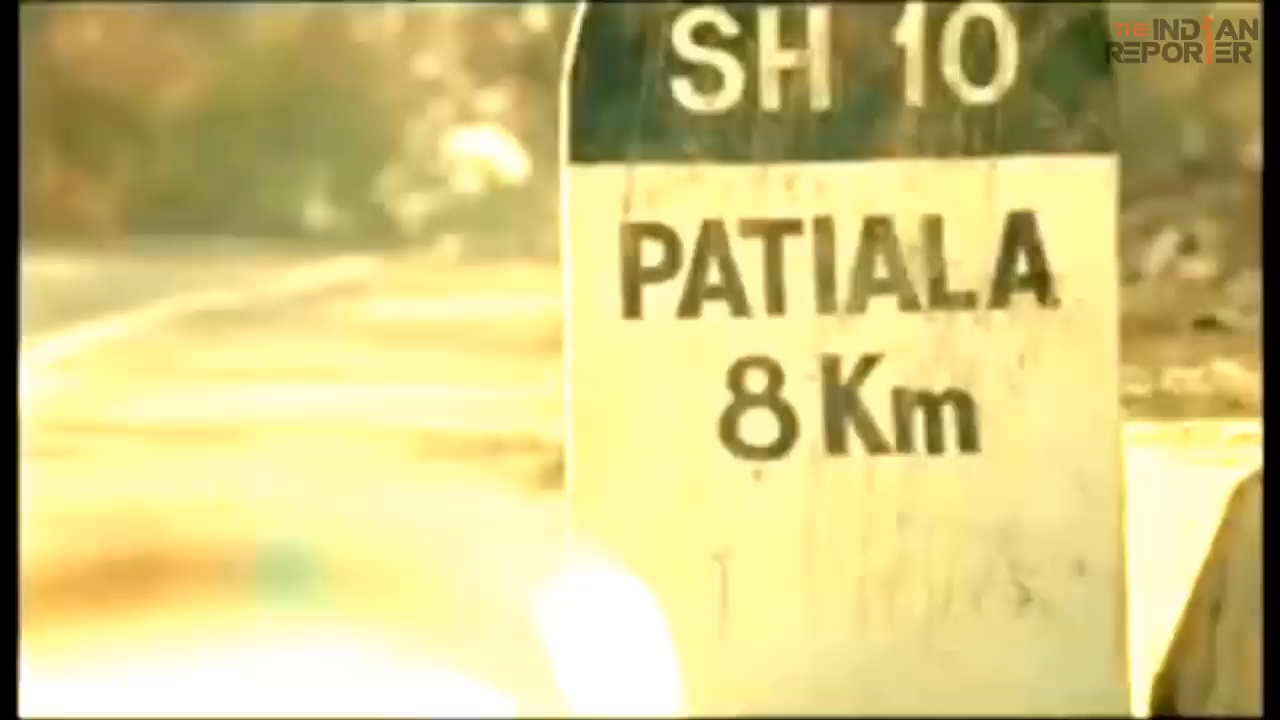 SH 10
THE INDIAN
REPORTER
PATIALA
8 Km